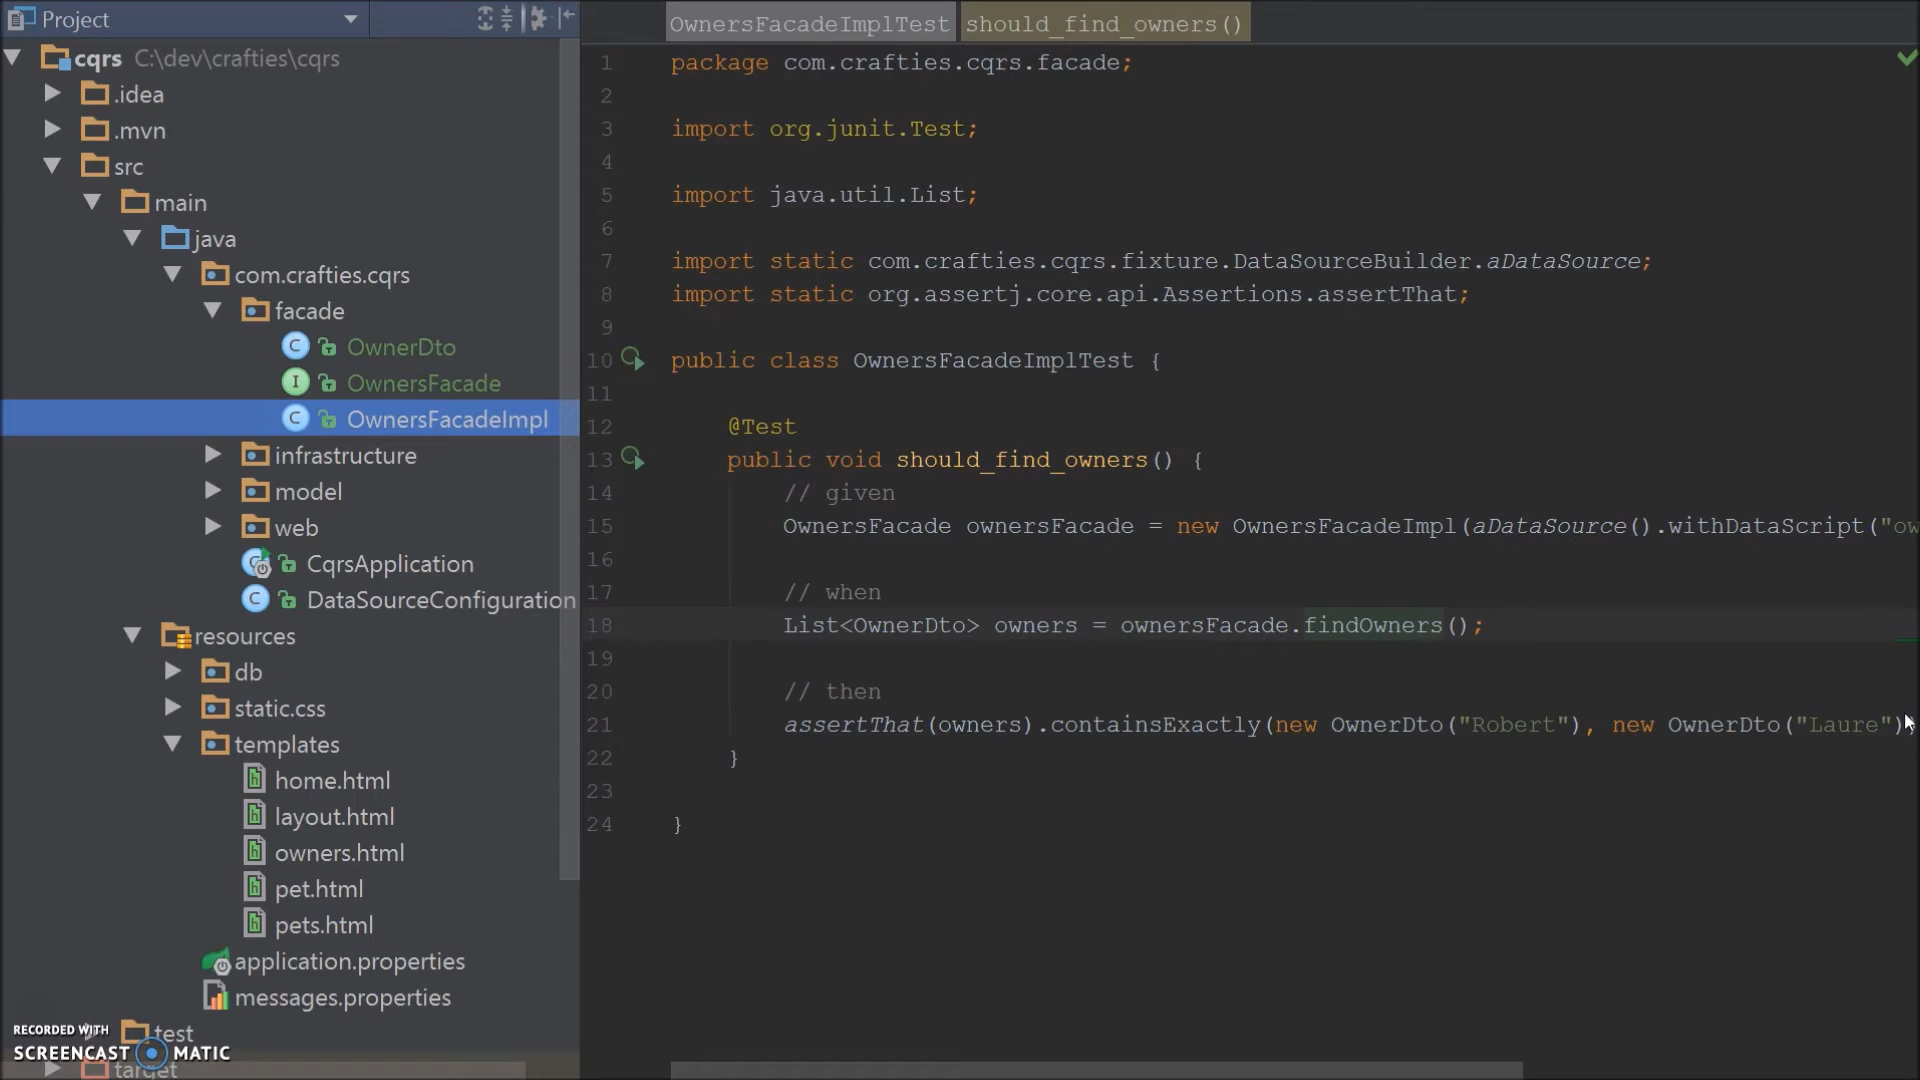 Project
cqrs C:\dev\crafties\cqrs
.idea
.mvn
src
main
java
com.crafties.cqrs
facade
OwnerDto
OwnersFacade
OwnersFacadeImpl
infrastructure
model
web
CqrsApplication
DataSourceConfiguration
resources
db
static.css
templates
home.html
layout.html
owners.html
pet.html
pets.html
application.properties
messages.properties
test
target
RECORDED WITH
SCREENCAST MATIC
OwnersFacadeImplTest should_find_owners()
1 package com.crafties.cqrs.facade;
2
3 import org.junit.Test;
4
5 import java.util.List;
6
7 import static com.crafties.cqrs.fixture.DataSourceBuilder.aDataSource;
8 import static org.assertj.core.api.Assertions.assertThat;
9
10 public class OwnersFacadeImplTest {
11
12 @Test
13 public void should_find_owners() {
14 // given
15 OwnersFacade ownersFacade = new OwnersFacadeImpl(aDataSource().withDataScript("ow
16
17 // when
18 List<OwnerDto> owners = ownersFacade.findOwners();
19
20 // then
21 assertThat(owners).containsExactly(new OwnerDto("Robert"), new OwnerDto("Laure")
22 }
23
24 }